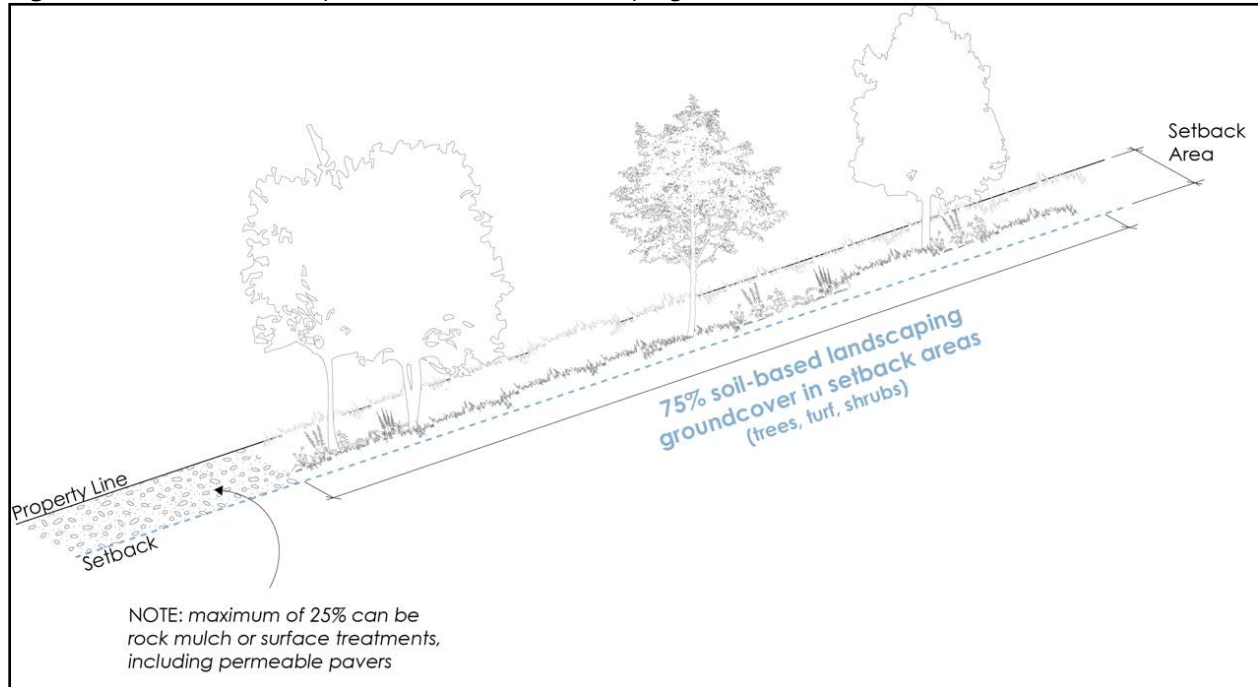 Setback
Area
75% soil-based landscaping
groundcover in setback areas
(trees, turf, shrubs)
Property Line
Setback
NOTE: maximum of 25% can be
rock mulch or surface treatments,
including permeable pavers